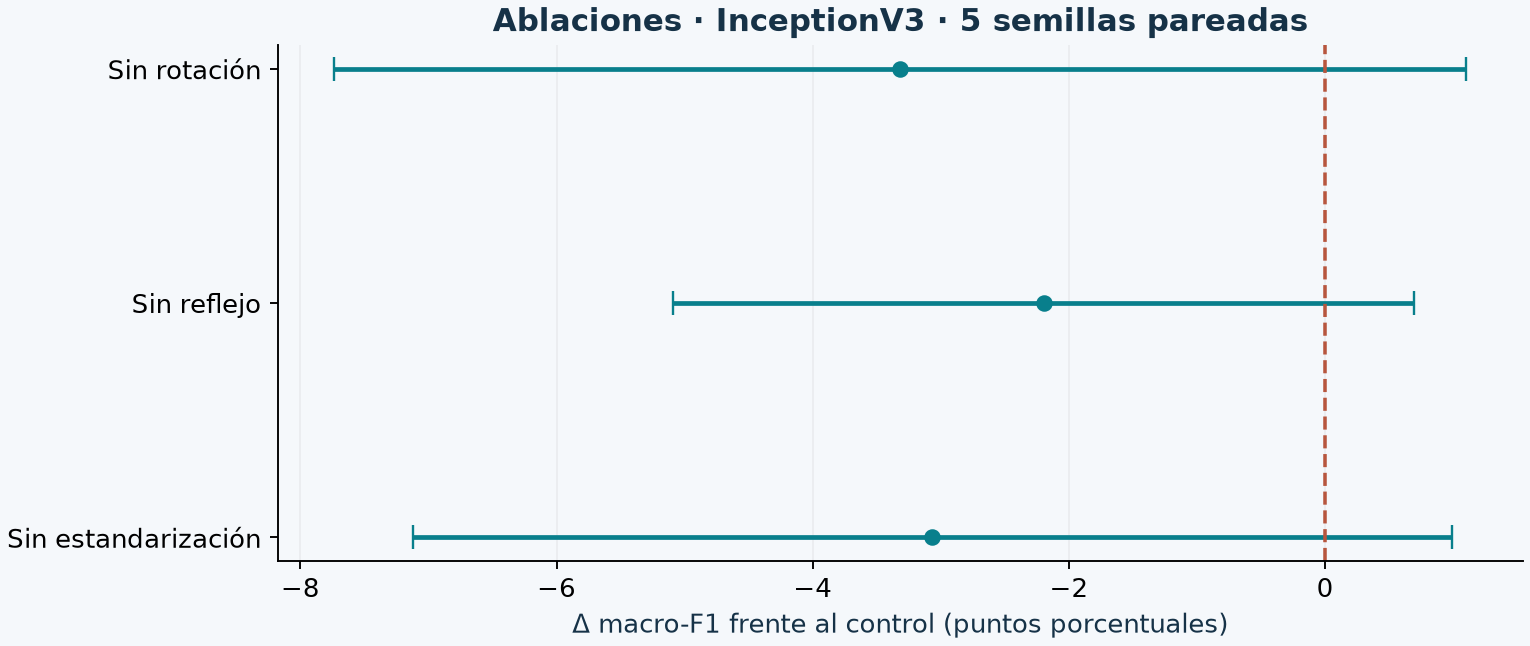 Ablaciones · InceptionV3 · 5 semillas pareadas
Sin rotación
Sin reflejo
Sin estandarización
−8 −6 −4 −2 0
Δ macro-F1 frente al control (puntos porcentuales)